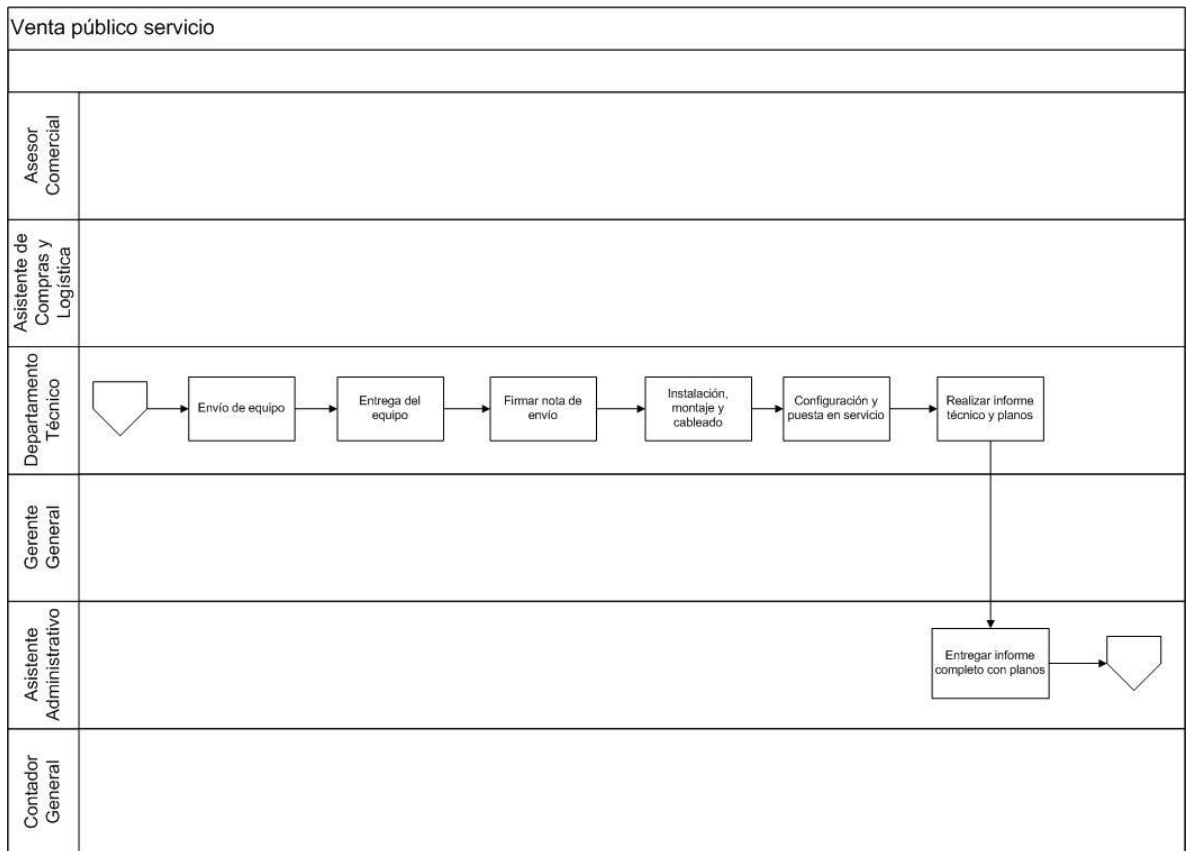 Venta público servicio
Asesor
Comercial
Asistente de
Compras y
Logística
Departamento
Técnico
Envío de equipo
Entrega del
equipo
Firmar nota de
envío
Instalación,
montaje y
cableado
Configuración y
puesta en servicio
Realizar informe
técnico y planos
Gerente
General
Asistente
Administrativo
Entregar informe
completo con planos
Contador
General